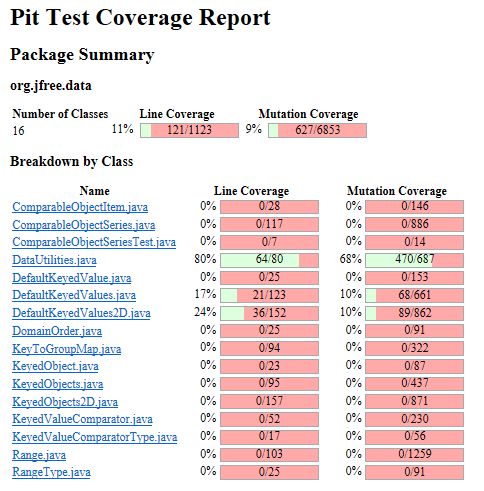 Pit Test Coverage Report
Package Summary
org.jfree.data
Number of Classes Line Coverage Mutation Coverage
16 11% 121/1123 9% 627/6853
Breakdown by Class
Name Line Coverage Mutation Coverage
ComparableObjectItem.java 0% 0/28 0% 0/146
ComparableObjectSeries.java 0% 0/117 0% 0/886
ComparableObjectSeriesTest.java 0% 0/7 0% 0/14
DataUtilities.java 80% 64/80 68% 470/687
DefaultKeyedValue.java 0% 0/25 0% 0/153
DefaultKeyedValues.java 17% 21/123 10% 68/661
DefaultKeyedValues2D.java 24% 36/152 10% 89/862
DomainOrder.java 0% 0/25 0% 0/91
KeyToGroupMap.java 0% 0/94 0% 0/322
KeyedObject.java 0% 0/23 0% 0/87
KeyedObjects.java 0% 0/95 0% 0/437
KeyedObjects2D.java 0% 0/157 0% 0/871
KeyedValueComparator.java 0% 0/52 0% 0/230
KeyedValueComparatorType.java 0% 0/17 0% 0/56
Range.java 0% 0/103 0% 0/1259
RangeType.java 0% 0/25 0% 0/91